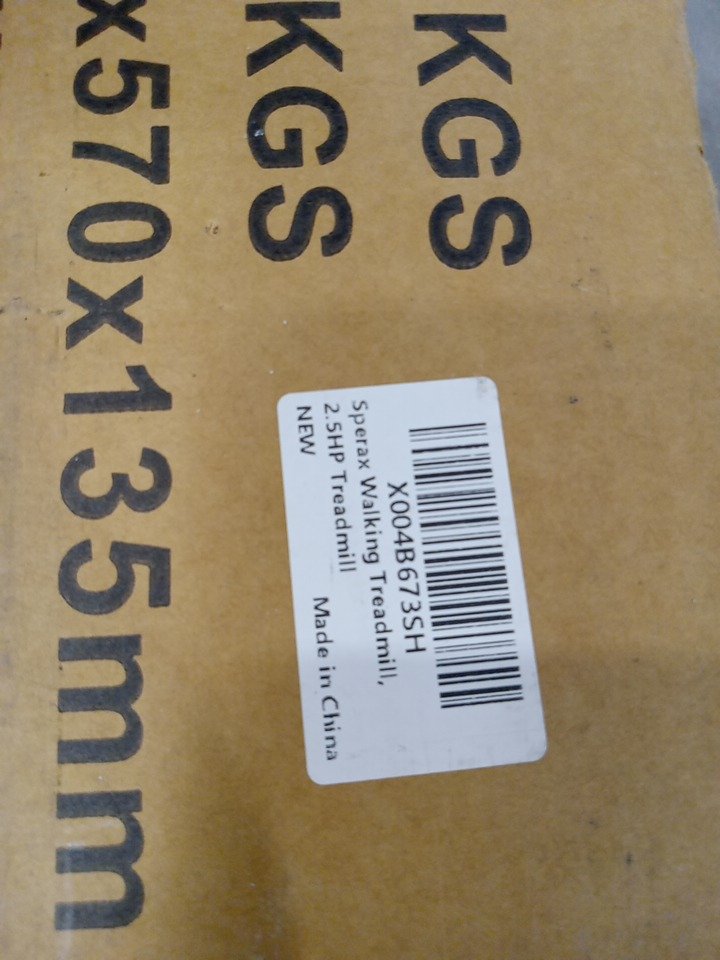 KGS
KGS
x570x135mm
X004B673SH
Sperax Walking Treadmill,
2.5HP Treadmill
NEW
Made in China